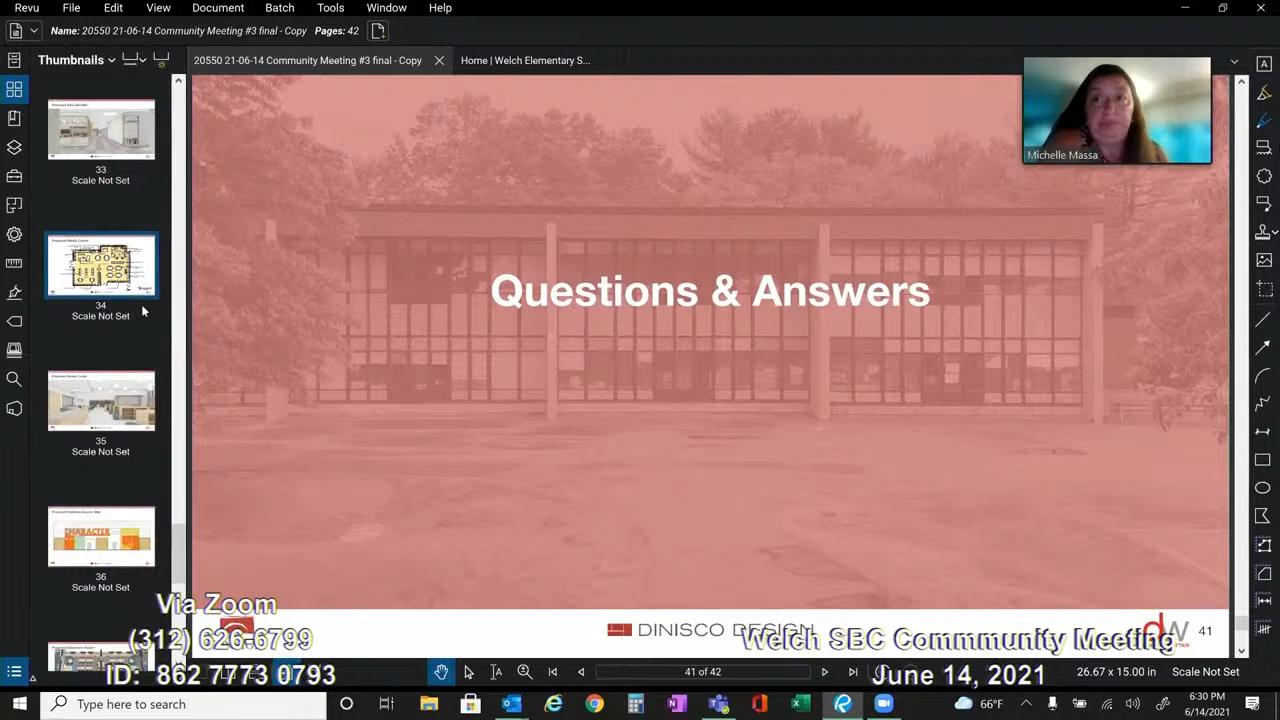 Revu File Edit View Document Batch Tools Window Help
Name: 20550 21-06-14 Community Meeting #3 final - Copy Pages: 42
Thumbnails
20550 21-06-14 Community Meeting #3 final - Copy
Home | Welch Elementary S...
33
Scale Not Set
34
Scale Not Set
35
Scale Not Set
CHARACTER
36
Scale Not Set
Michelle Massa
Questions & Answers
DINISCO DESIGN
dw
41
Via Zoom
(312) 626-6799
ID: 862 7773 0793
Welch SBC Commmunity Meeting
June 14, 2021
41 of 42
26.67 x 15.00 in
Scale Not Set
Type here to search
66°F
6:30 PM
6/14/2021